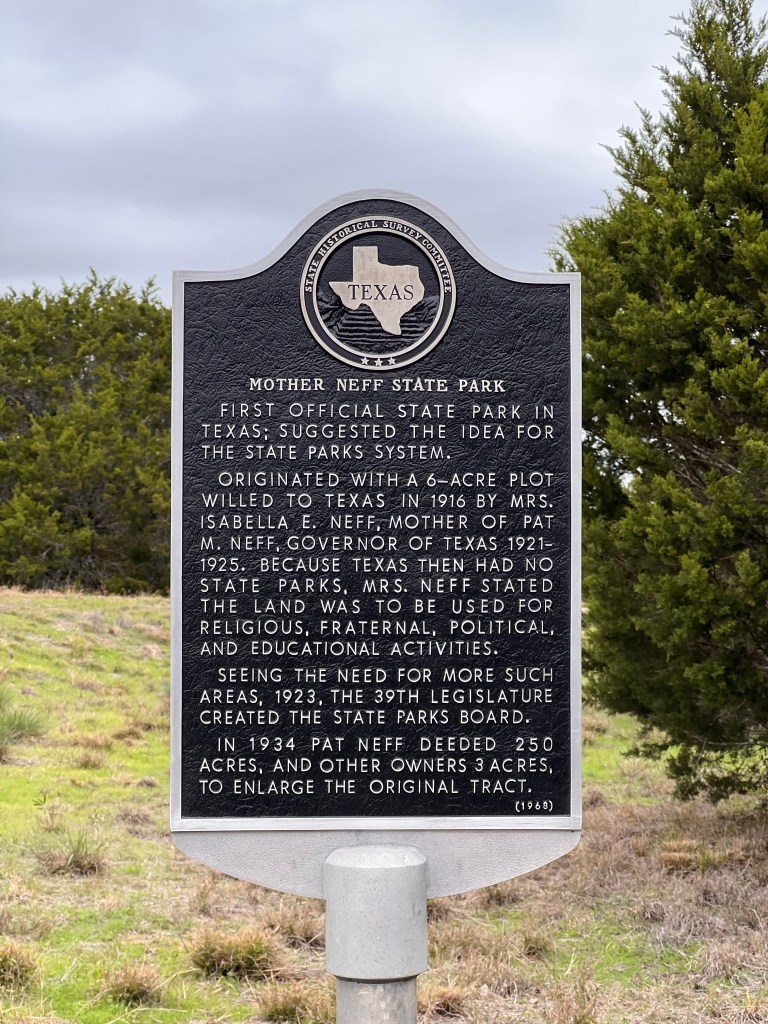 STATE HISTORICAL SURVEY COMMITTEE
TEXAS
MOTHER NEFF STATE PARK
FIRST OFFICIAL STATE PARK IN
TEXAS; SUGGESTED THE IDEA FOR
THE STATE PARKS SYSTEM.
ORIGINATED WITH A 6-ACRE PLOT
WILLED TO TEXAS IN 1916 BY MRS.
ISABELLA E. NEFF, MOTHER OF PAT
M. NEFF, GOVERNOR OF TEXAS 1921-
1925. BECAUSE TEXAS THEN HAD NO
STATE PARKS, MRS. NEFF STATED
THE LAND WAS TO BE USED FOR
RELIGIOUS, FRATERNAL, POLITICAL,
AND EDUCATIONAL ACTIVITIES.
SEEING THE NEED FOR MORE SUCH
AREAS, 1923, THE 39TH LEGISLATURE
CREATED THE STATE PARKS BOARD.
IN 1934 PAT NEFF DEEDED 250
ACRES, AND OTHER OWNERS 3 ACRES,
TO ENLARGE THE ORIGINAL TRACT.
(1968)